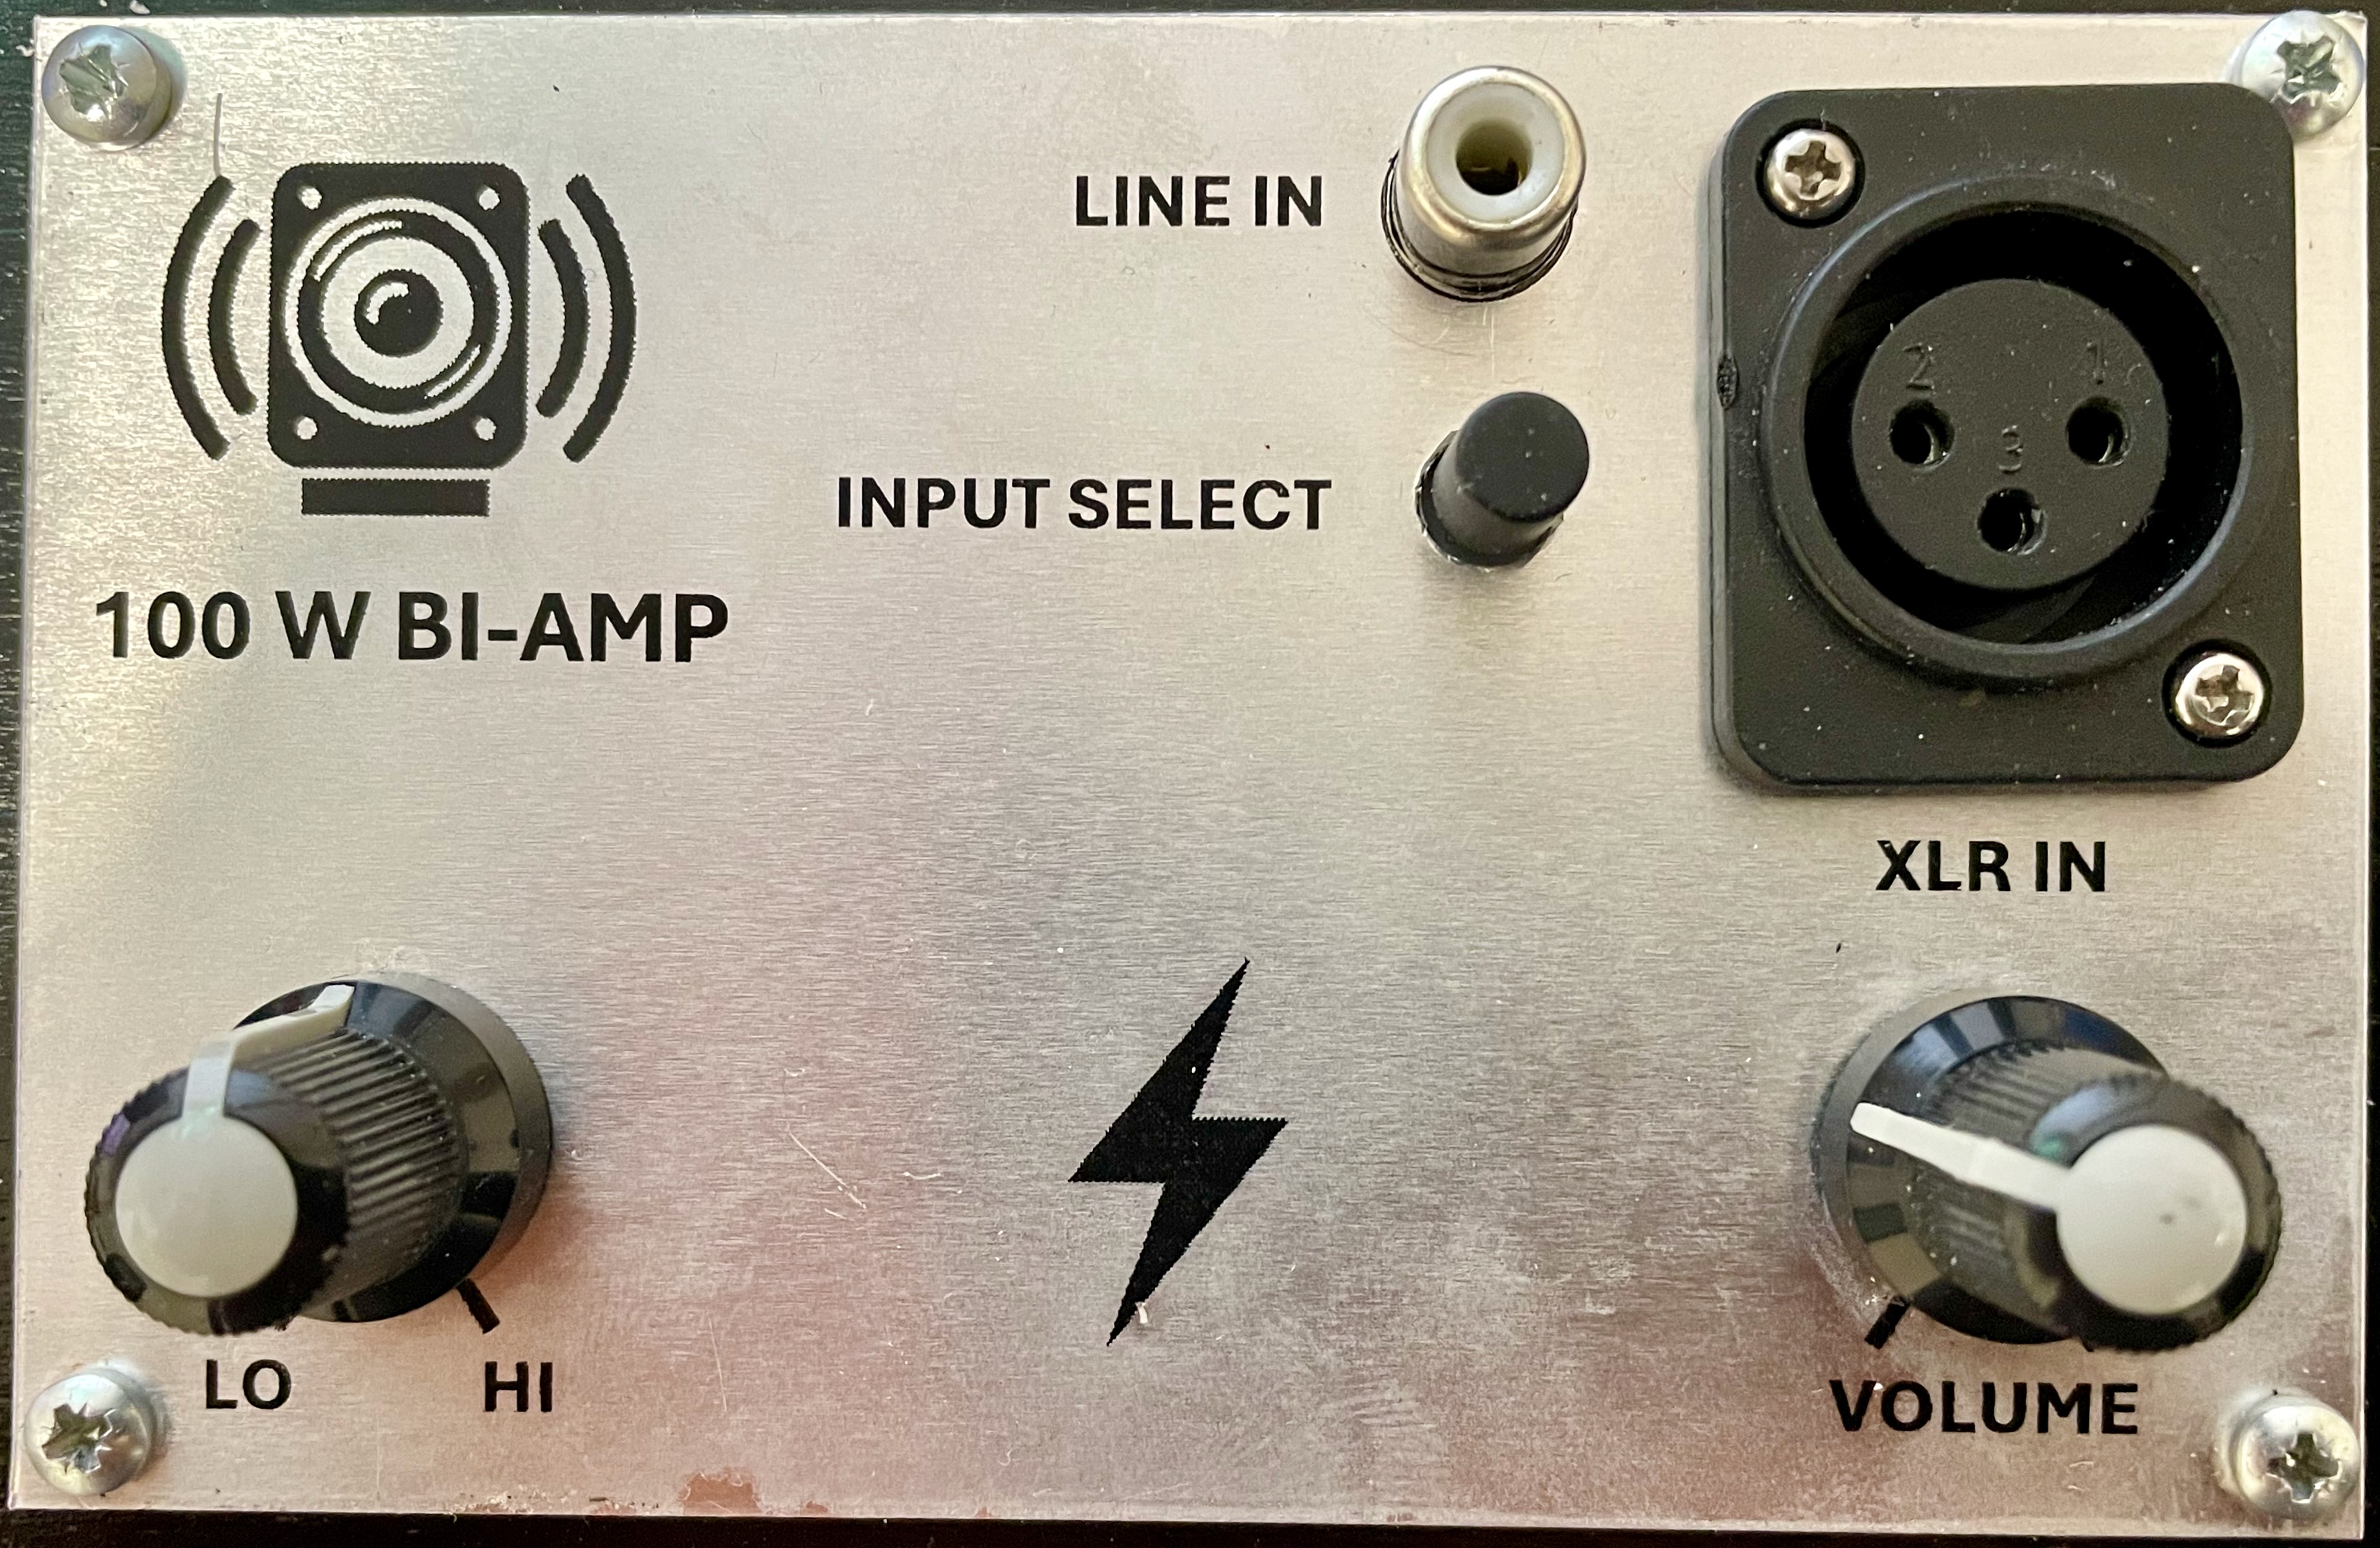 LINE IN
2 1
3
INPUT SELECT
100 W BI-AMP
XLR IN
LO HI
VOLUME